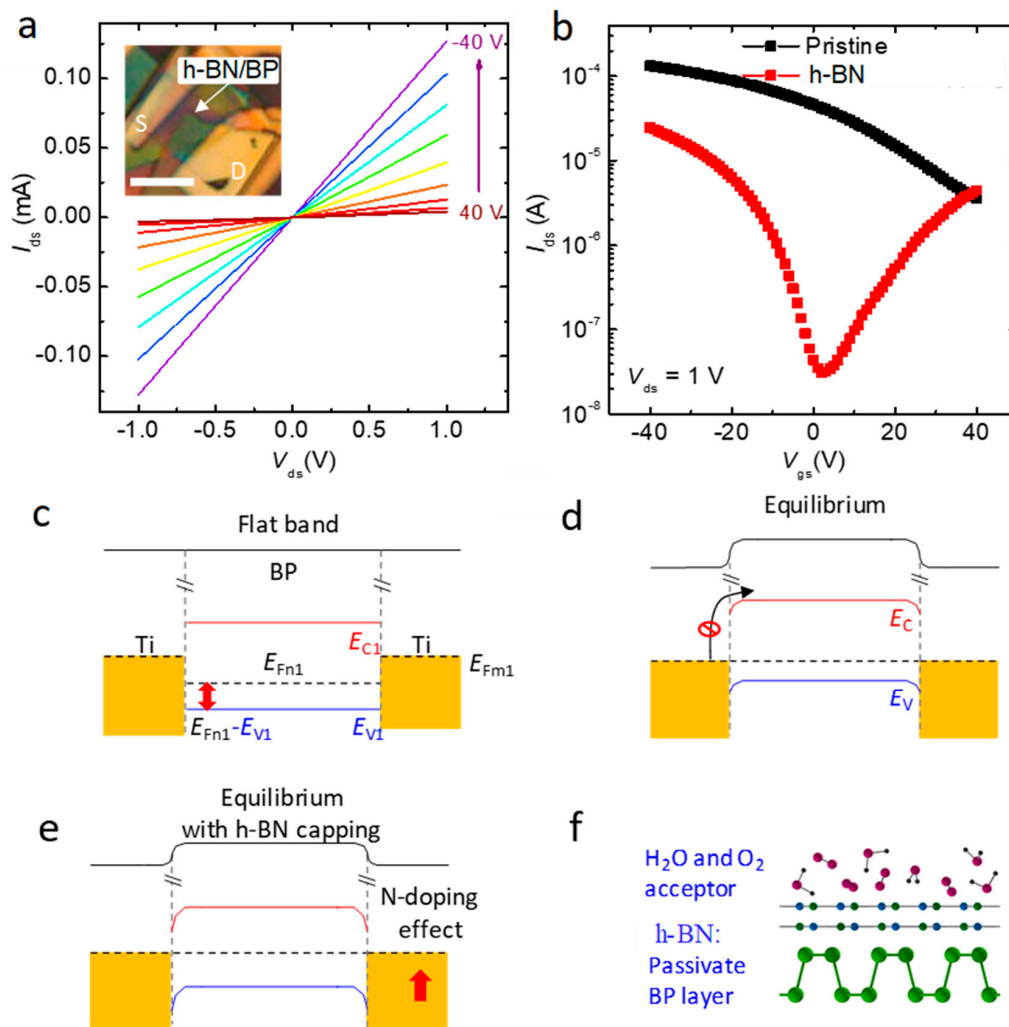 a
0.10
0.05
0.00
-0.05
-0.10
I_ds (mA)
h-BN/BP
S
D
-40 V
40 V
-1.0 -0.5 0.0 0.5 1.0
V_ds(V)
b
Pristine
h-BN
10^-4
10^-5
10^-6
10^-7
10^-8
I_ds (A)
V_ds = 1 V
-40 -20 0 20 40
V_gs(V)
c
Flat band
BP
Ti
E_C1
Ti
E_Fn1
E_Fm1
E_Fn1-E_V1
E_V1
d
Equilibrium
E_C
E_V
e
Equilibrium
with h-BN capping
N-doping
effect
f
H2O and O2
acceptor
h-BN:
Passivate
BP layer